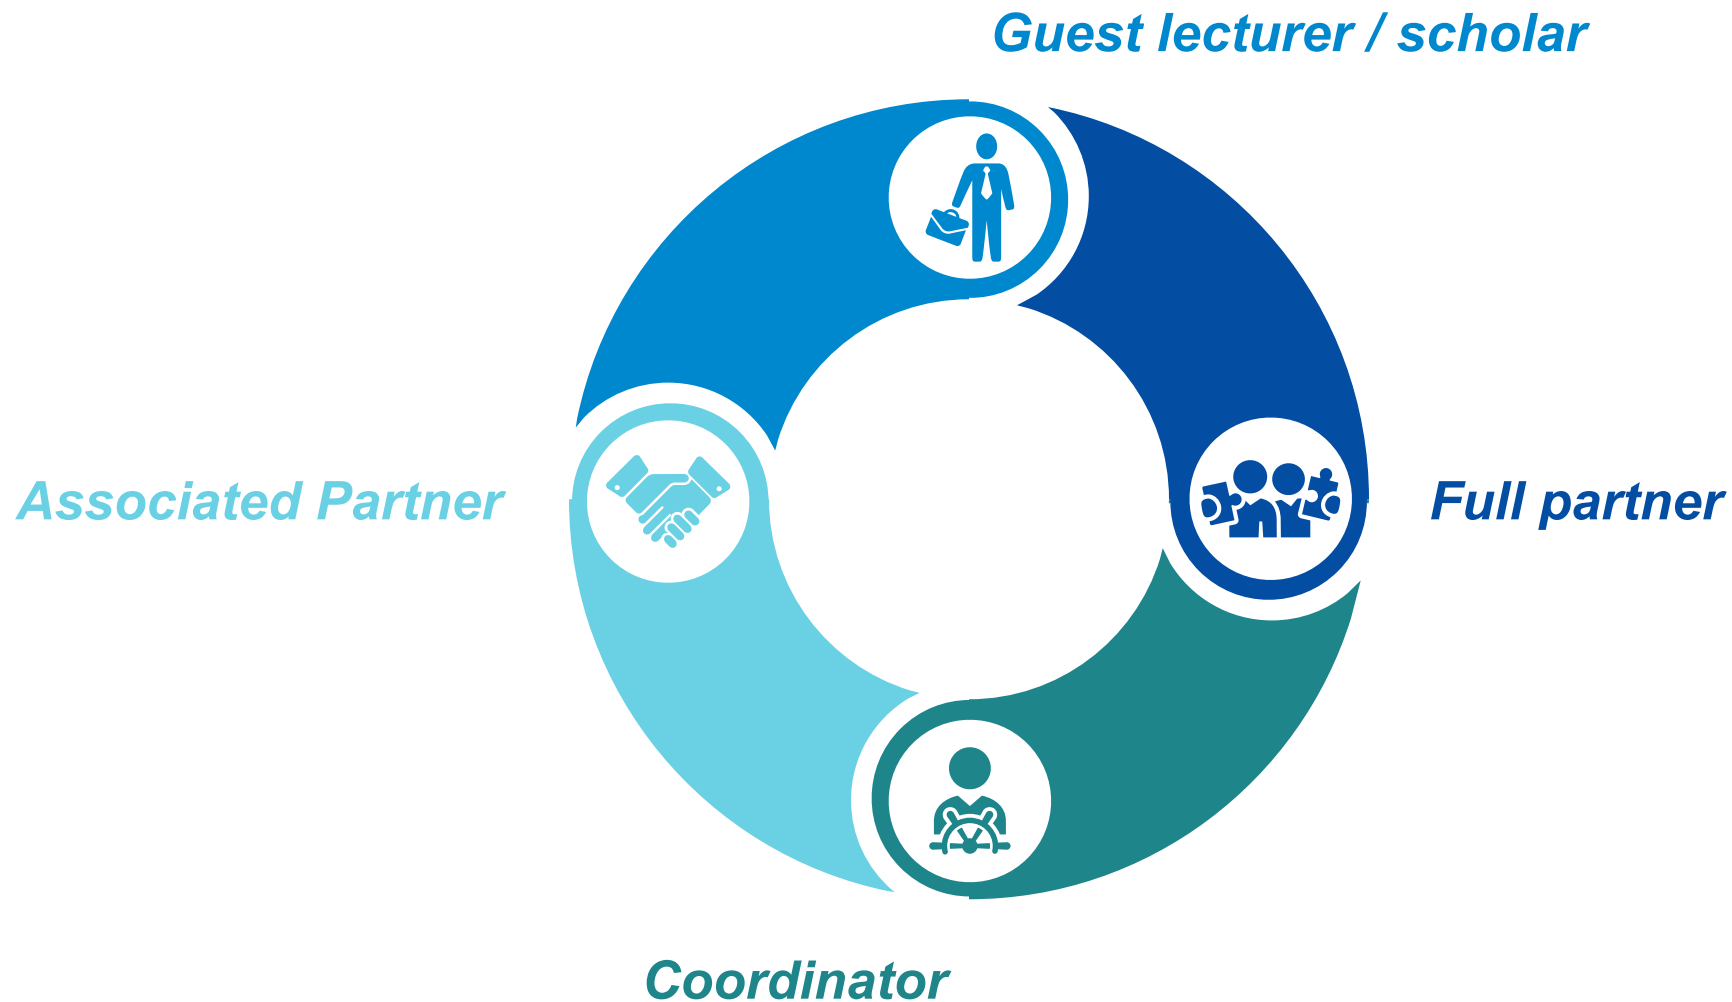 Guest lecturer / scholar
Associated Partner
Full partner
Coordinator